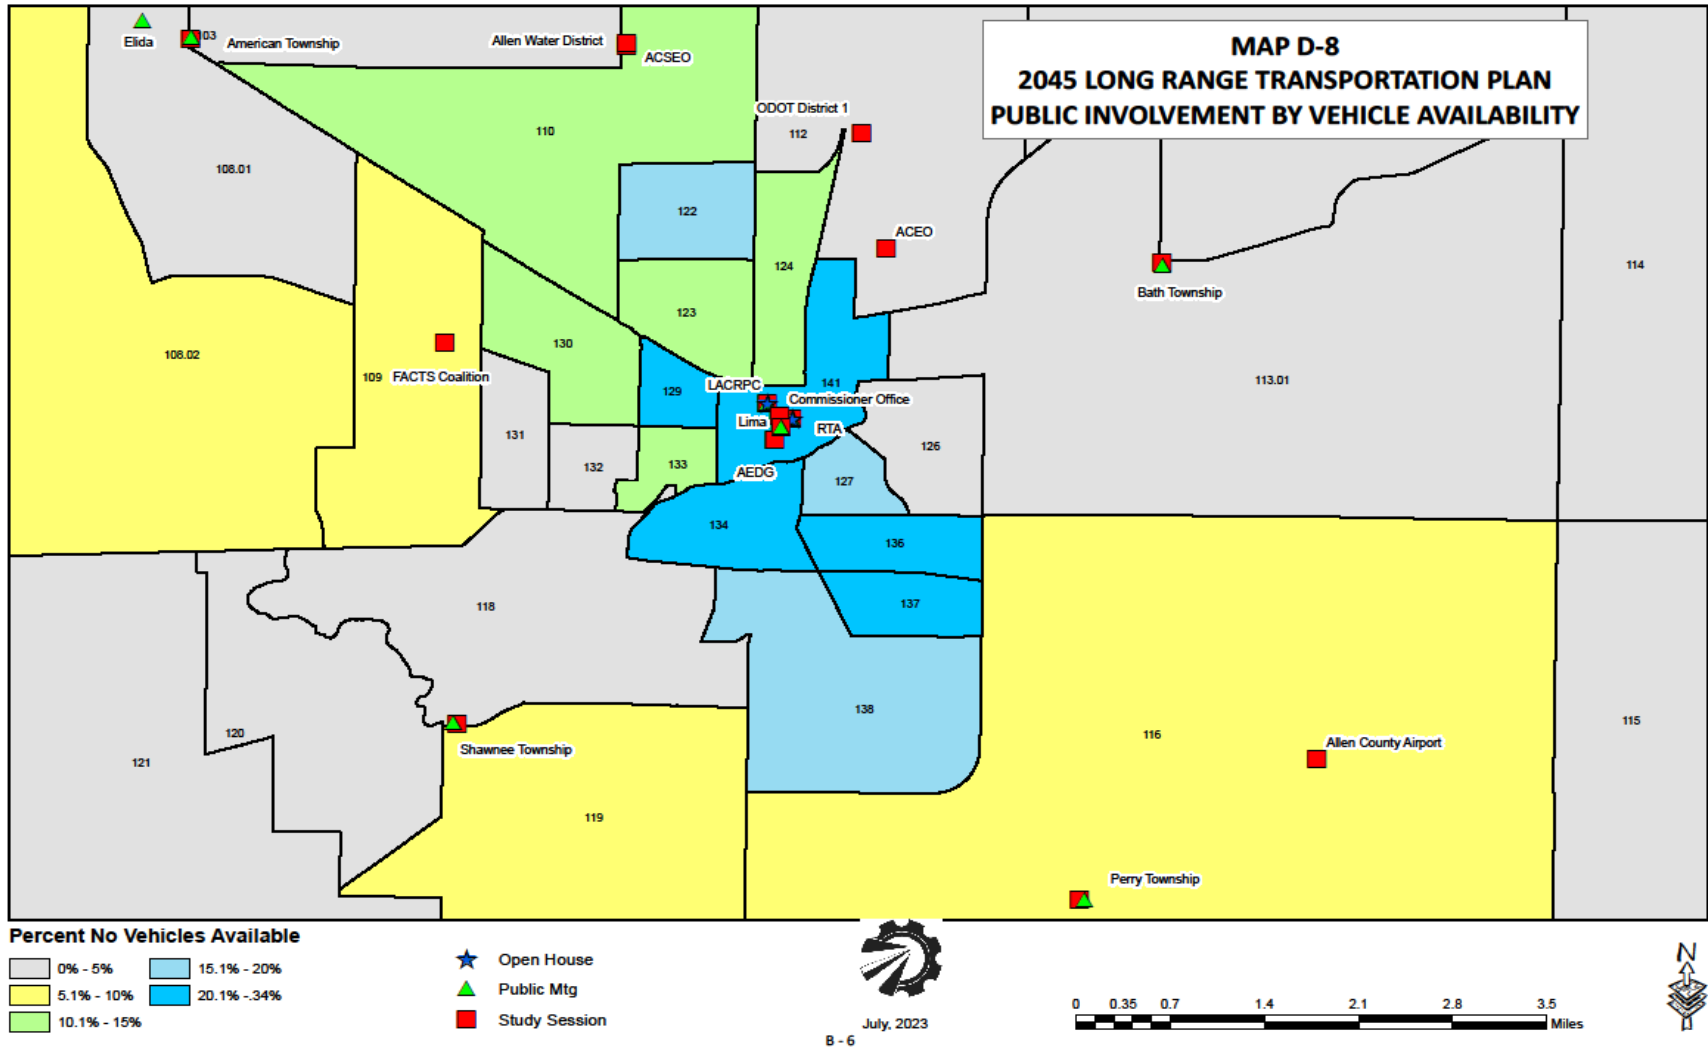 MAP D-8
2045 LONG RANGE TRANSPORTATION PLAN
PUBLIC INVOLVEMENT BY VEHICLE AVAILABILITY
Elida
03
American Township
Allen Water District
ACSEO
ODOT District 1
110
112
108.01
122
ACEO
124
114
Bath Township
123
130
108.02
109
FACTS Coalition
129
LACRPC
141
Commissioner Office
113.01
Lima
RTA
131
126
132
133
AEDG
127
134
136
118
137
138
120
Shawnee Township
116
Allen County Airport
115
121
119
Perry Township
Percent No Vehicles Available
0% - 5%
15.1% - 20%
5.1% - 10%
20.1% -.34%
10.1% - 15%
Open House
Public Mtg
Study Session
July, 2023
B - 6
0 0.35 0.7 1.4 2.1 2.8 3.5
Miles
N